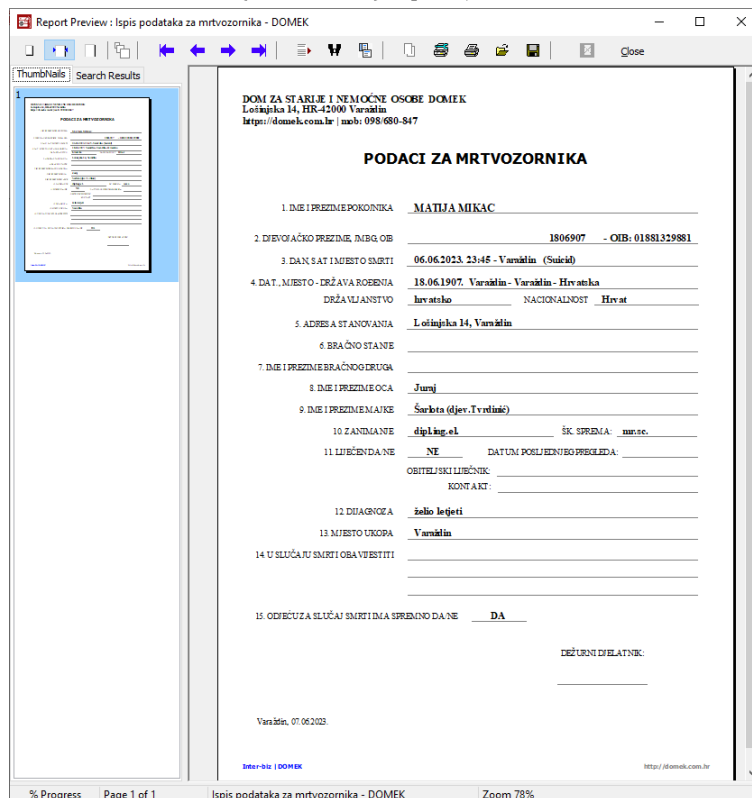 Report Preview : Ispis podataka za mrtvozornika - DOMEK
Close
ThumbNails Search Results
1
DOM ZA STARIJE I NEMOĆNE OSOBE DOMEK
Lošinjska 14, HR-42000 Varaždin
https://domek.com.hr | mob: 098/680-847
PODACI ZA MRTVOZORNIKA
1. IME I PREZIME POKOJNIKA MATIJA MIKAC
2. DJEVOJAČKO PREZIME, JMBG, OIB 1806907 - OIB: 01881329881
3. DAN, SAT I MJESTO SMRTI 06.06.2023. 23:45 - Varaždin (Suicid)
4. DAT., MJESTO - DRŽAVA ROĐENJA 18.06.1907. Varaždin - Varaždin - Hrvatska
DRŽAVLJANSTVO hrvatsko NACIONALNOST Hrvat
5. ADRESA STANOVANJA Lošinjska 14, Varaždin
6. BRAČNO STANJE
7. IME I PREZIME BRAČNOG DRUGA
8. IME I PREZIME OCA Juraj
9. IME I PREZIME MAJKE Šarlota (djev.Tvrdinić)
10. ZANIMANJE dipl.ing.el. ŠK. SPREMA: mr.sc.
11. LIJEČEN DA/NE NE DATUM POSLJEDNJEG PREGLEDA:
OBITELJSKI LIJEČNIK:
KONTAKT:
12. DIJAGNOZA želio letjeti
13. MJESTO UKOPA Varaždin
14. U SLUČAJU SMRTI OBAVIJESTITI
15. ODJEĆU ZA SLUČAJ SMRTI IMA SPREMNO DA/NE DA
DEŽURNI DJELATNIK:
Varaždin, 07.06.2023.
Inter-biz | DOMEK http://domek.com.hr
% Progress Page 1 of 1 Ispis podataka za mrtvozornika - DOMEK Zoom 78%